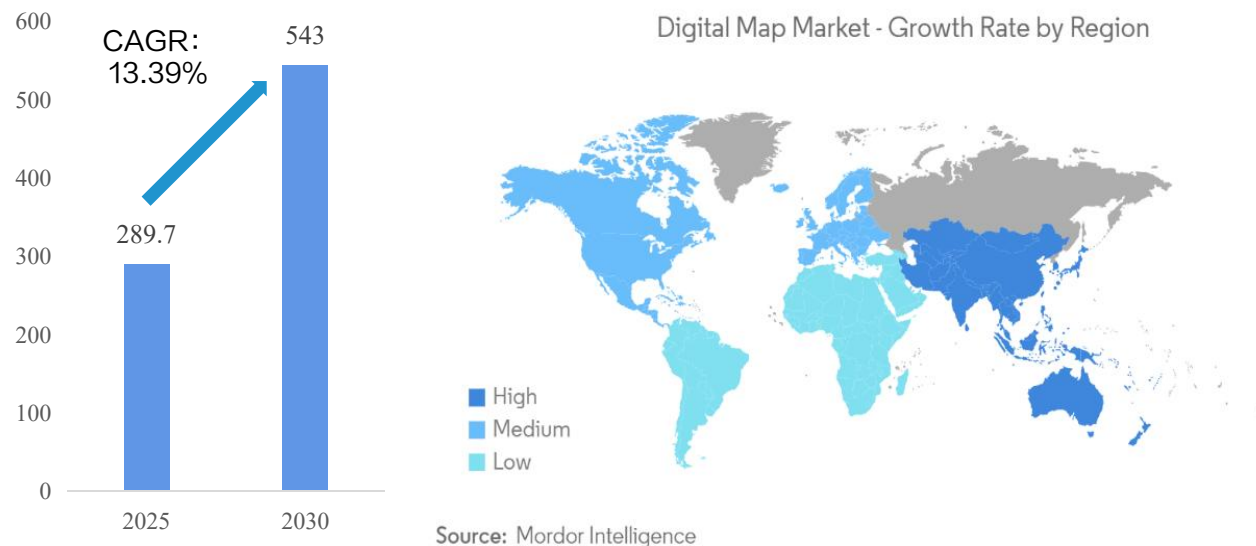 600
500
400
300
200
100
0
CAGR:
13.39%
289.7
543
2025
2030
Digital Map Market - Growth Rate by Region
High
Medium
Low
Source: Mordor Intelligence